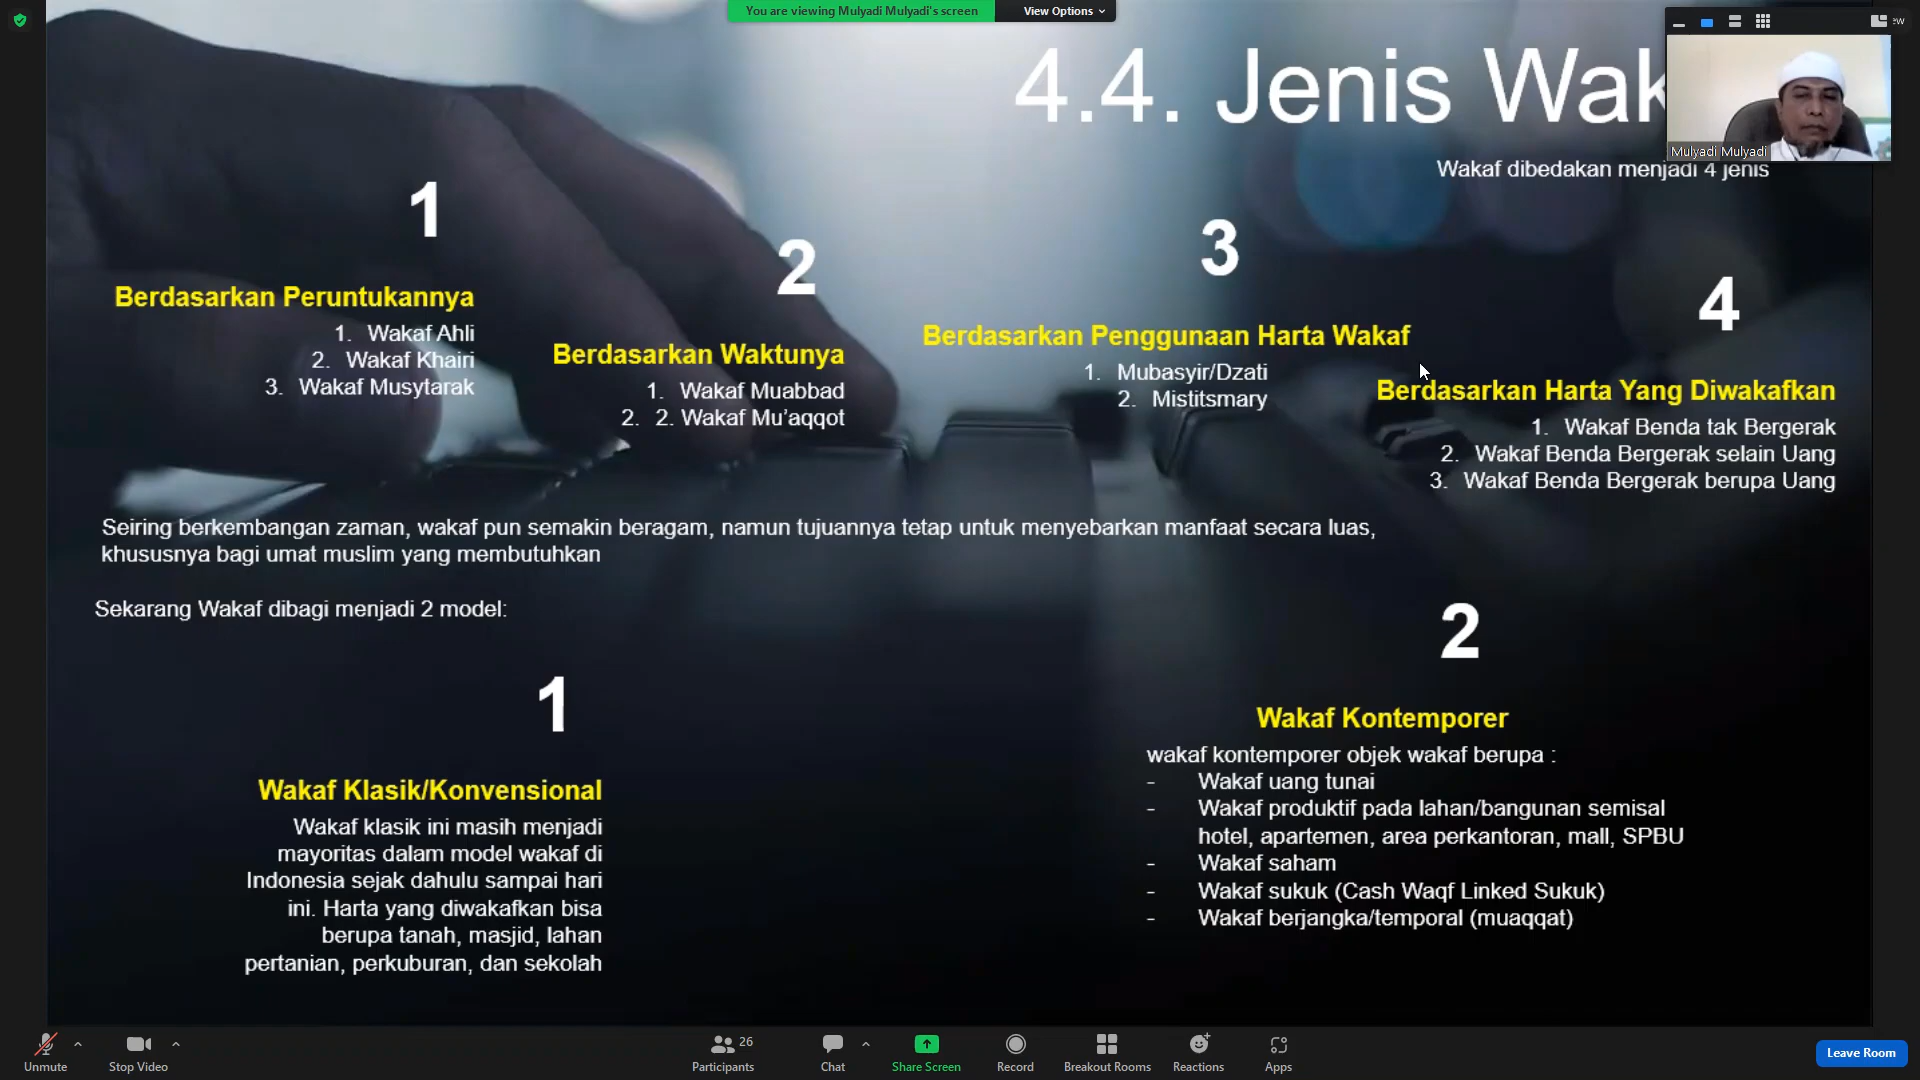 You are viewing Mulyadi Mulyadi's screen
View Options
4.4. Jenis
Mulyadi Mulyadi
Wakaf dibedakan menjadi 4 jenis
1
Berdasarkan Peruntukannya
1. Wakaf Ahli
2. Wakaf Khairi
3. Wakaf Musytarak
2
Berdasarkan Waktunya
1. Wakaf Muabbad
2. 2. Wakaf Mu'aqqot
3
Berdasarkan Penggunaan Harta Wakaf
1. Mubasyir/Dzati
2. Mistitsmary
4
Berdasarkan Harta Yang Diwakafkan
1. Wakaf Benda tak Bergerak
2. Wakaf Benda Bergerak selain Uang
3. Wakaf Benda Bergerak berupa Uang
Seiring berkembangan zaman, wakaf pun semakin beragam, namun tujuannya tetap untuk menyebarkan manfaat secara luas,
khususnya bagi umat muslim yang membutuhkan
Sekarang Wakaf dibagi menjadi 2 model:
1
Wakaf Klasik/Konvensional
Wakaf klasik ini masih menjadi
mayoritas dalam model wakaf di
Indonesia sejak dahulu sampai hari
ini. Harta yang diwakafkan bisa
berupa tanah, masjid, lahan
pertanian, perkuburan, dan sekolah
2
Wakaf Kontemporer
wakaf kontemporer objek wakaf berupa :
- Wakaf uang tunai
- Wakaf produktif pada lahan/bangunan semisal
hotel, apartemen, area perkantoran, mall, SPBU
- Wakaf saham
- Wakaf sukuk (Cash Waqf Linked Sukuk)
- Wakaf berjangka/temporal (muaqqat)
Unmute
Stop Video
26
Participants
Chat
Share Screen
Record
Breakout Rooms
Reactions
Apps
Leave Room